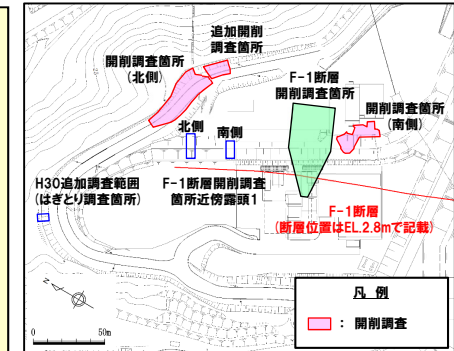 追加開削
調査箇所
開削調査箇所
(北側)
F-1断層
開削調査箇所
開削調査箇所
(南側)
北側
南側
H30追加調査範囲
(はぎとり調査箇所)
F-1断層開削調査
箇所近傍露頭1
F-1断層
(断層位置はEL.2.8mで記載)
N
0 50m
凡 例
: 開削調査